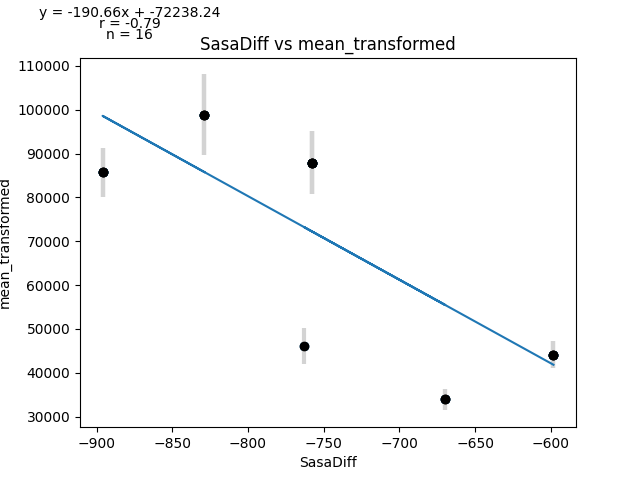 y = -190.66x + -72238.24
r = -0.79
n = 16
SasaDiff vs mean_transformed
110000
100000
90000
80000
70000
60000
50000
40000
30000
mean_transformed
−900 −850 −800 −750 −700 −650 −600
SasaDiff